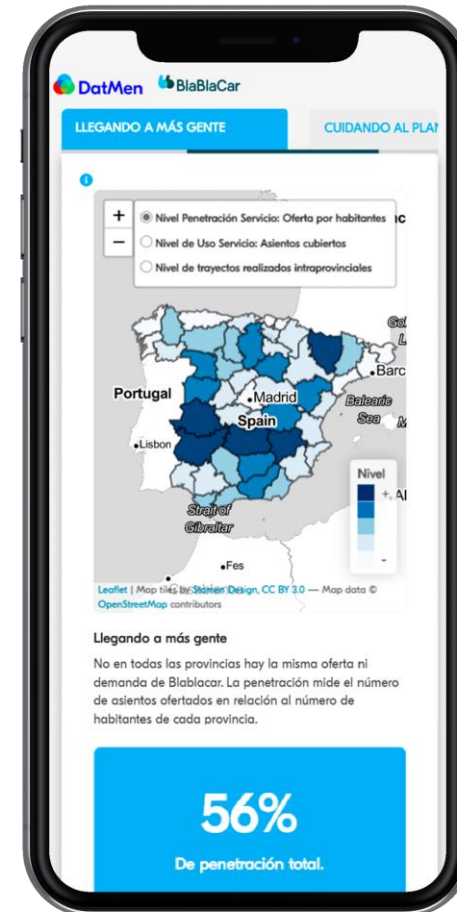 DatMen BlaBlaCar
LLEGANDO A MÁS GENTE
CUIDANDO AL PLAN
+
−
Nivel Penetración Servicio: Oferta por habitantes
Nivel de Uso Servicio: Asientos cubiertos
Nivel de trayectos realizados intraprovinciales
Portugal
Madrid
Spain
Barc
Balearic
Sea
Lisbon
Strait of
Gibraltar
Fes
Nivel
+
-
Leaflet | Map tiles by Stamen Design, CC BY 3.0 — Map data ©
OpenStreetMap contributors
Llegando a más gente
No en todas las provincias hay la misma oferta ni
demanda de Blablacar. La penetración mide el número
de asientos ofertados en relación al número de
habitantes de cada provincia.
56%
De penetración total.